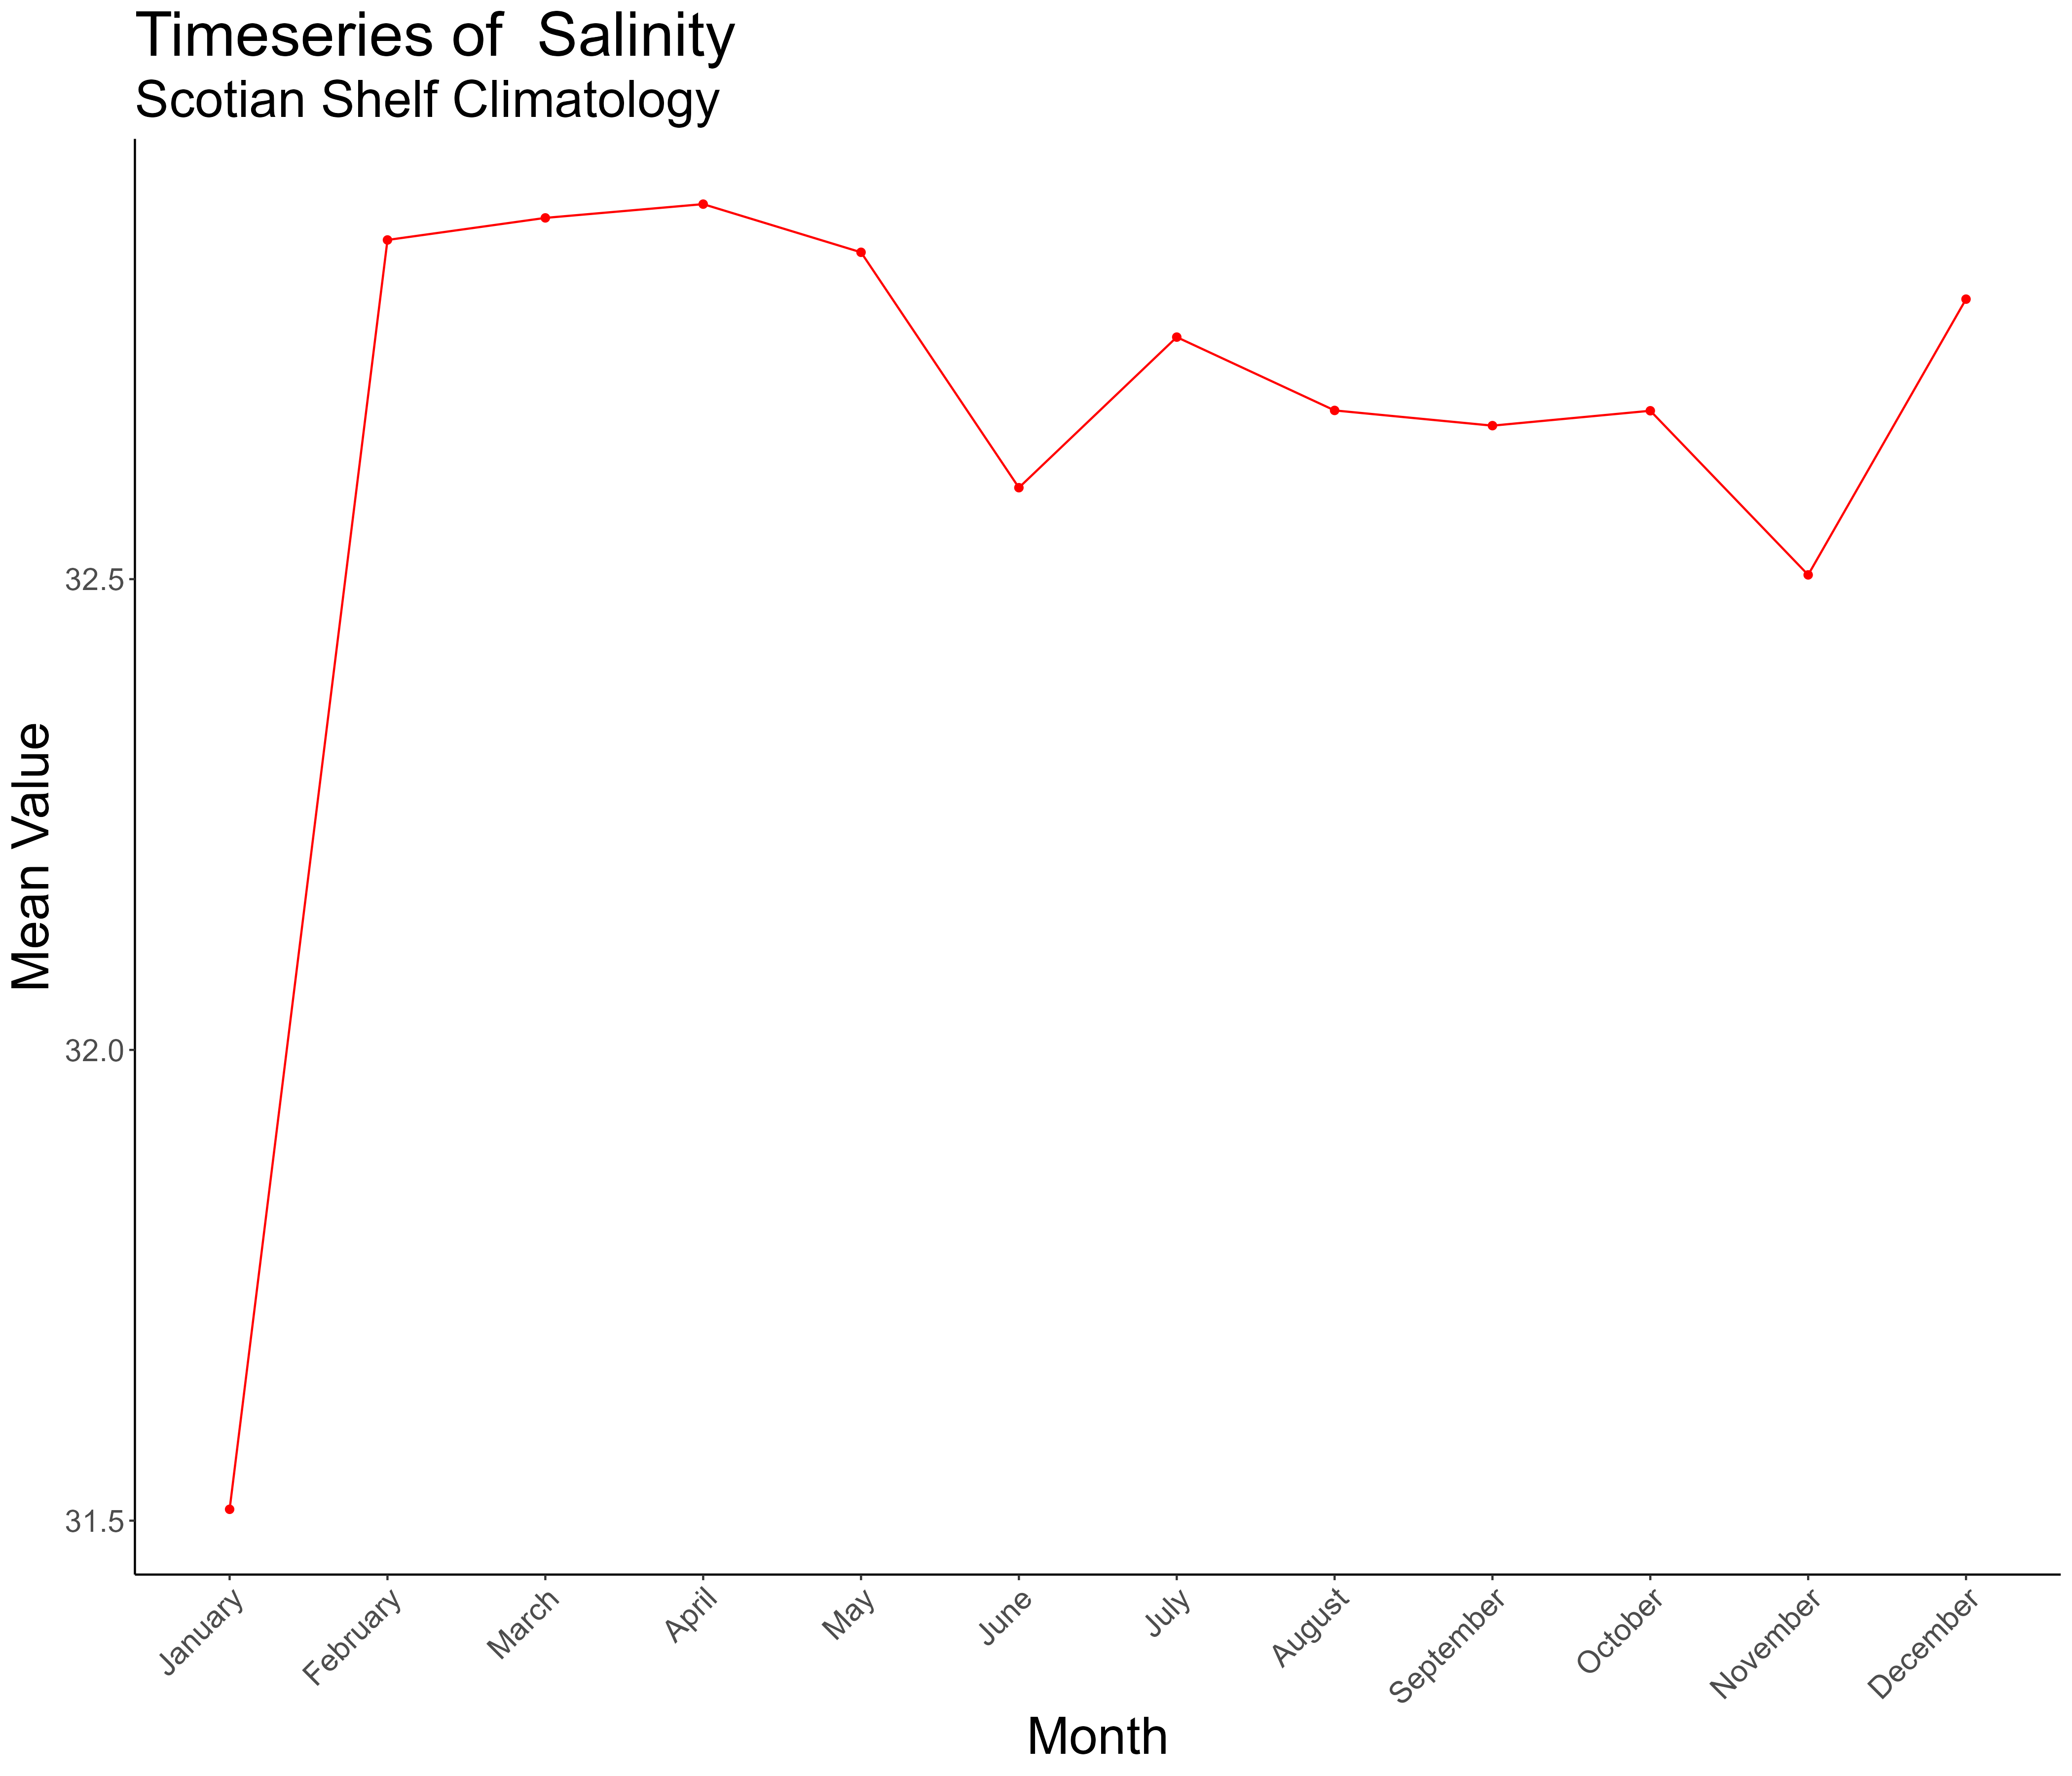 Timeseries of  Salinity
Scotian Shelf Climatology
Mean Value
32.5
32.0
31.5
January
February
March
April
May
June
July
August
September
October
November
December
Month